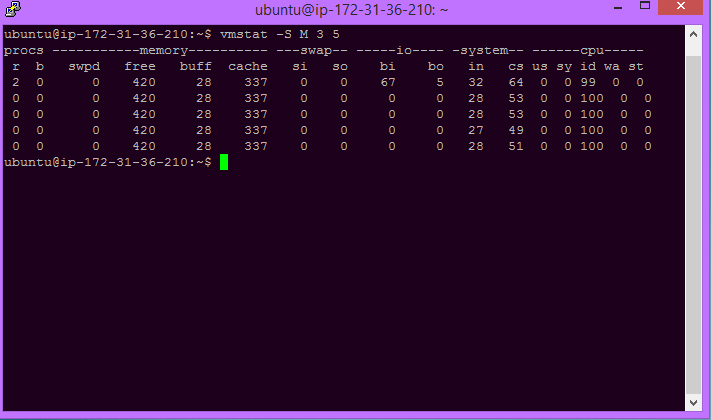 ubuntu@ip-172-31-36-210: ~
ubuntu@ip-172-31-36-210:~$ vmstat -S M 3 5
procs -----------memory---------- ---swap-- -----io---- -system-- ------cpu-----
 r  b   swpd   free   buff  cache   si   so    bi    bo   in   cs us sy id wa st
 2  0      0    420     28    337    0    0    67     5   32   64  0  0 99  0  0
 0  0      0    420     28    337    0    0     0     0   28   53  0  0 100  0  0
 0  0      0    420     28    337    0    0     0     0   28   53  0  0 100  0  0
 0  0      0    420     28    337    0    0     0     0   27   49  0  0 100  0  0
 0  0      0    420     28    337    0    0     0     0   28   51  0  0 100  0  0
ubuntu@ip-172-31-36-210:~$